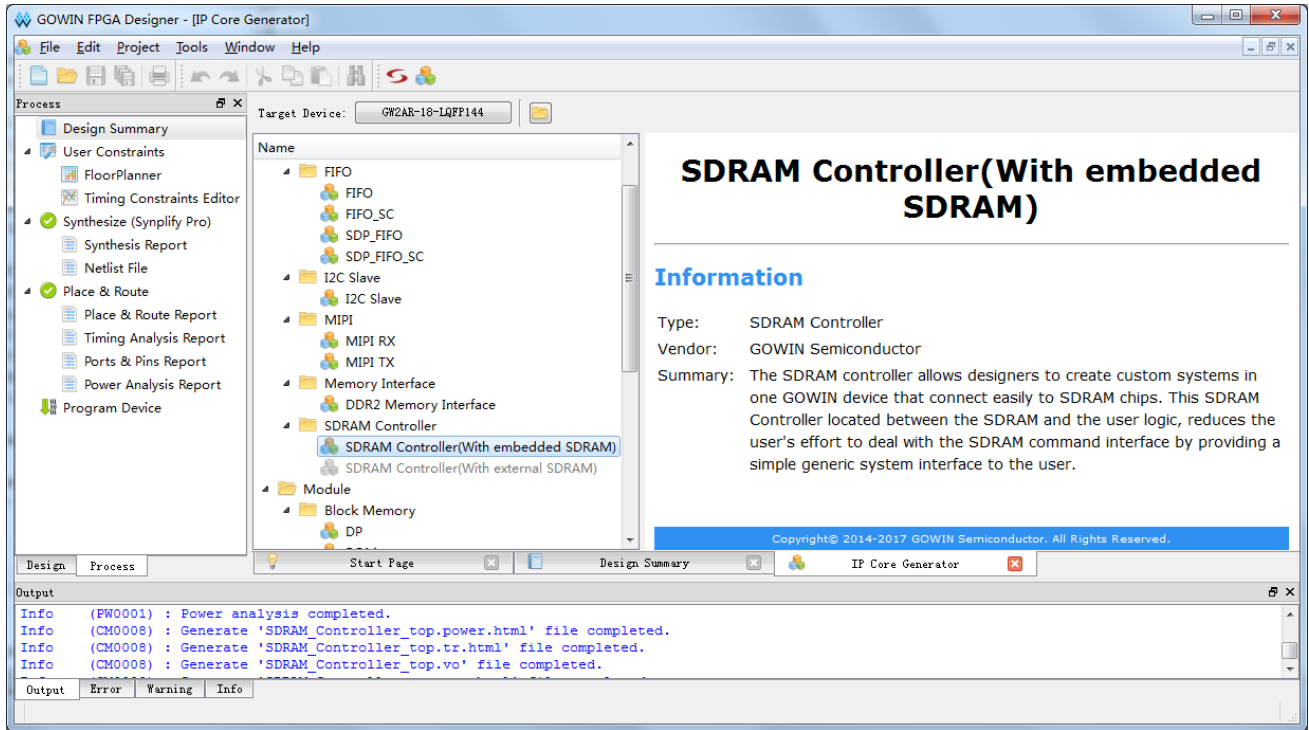 GOWIN FPGA Designer - [IP Core Generator]
File Edit Project Tools Window Help
Process
Design Summary
User Constraints
FloorPlanner
Timing Constraints Editor
Synthesize (Synplify Pro)
Synthesis Report
Netlist File
Place & Route
Place & Route Report
Timing Analysis Report
Ports & Pins Report
Power Analysis Report
Program Device
Design Process
Target Device: GW2AR-18-LQFP144
Name
FIFO
FIFO
FIFO_SC
SDP_FIFO
SDP_FIFO_SC
I2C Slave
I2C Slave
MIPI
MIPI RX
MIPI TX
Memory Interface
DDR2 Memory Interface
SDRAM Controller
SDRAM Controller(With embedded SDRAM)
SDRAM Controller(With external SDRAM)
Module
Block Memory
DP
SDRAM Controller(With embedded
SDRAM)
Information
Type: SDRAM Controller
Vendor: GOWIN Semiconductor
Summary: The SDRAM controller allows designers to create custom systems in
one GOWIN device that connect easily to SDRAM chips. This SDRAM
Controller located between the SDRAM and the user logic, reduces the
user's effort to deal with the SDRAM command interface by providing a
simple generic system interface to the user.
Copyright© 2014-2017 GOWIN Semiconductor. All Rights Reserved.
Start Page Design Summary IP Core Generator
Output
Info (PW0001) : Power analysis completed.
Info (CM0008) : Generate 'SDRAM_Controller_top.power.html' file completed.
Info (CM0008) : Generate 'SDRAM_Controller_top.tr.html' file completed.
Info (CM0008) : Generate 'SDRAM_Controller_top.vo' file completed.
Output Error Warning Info